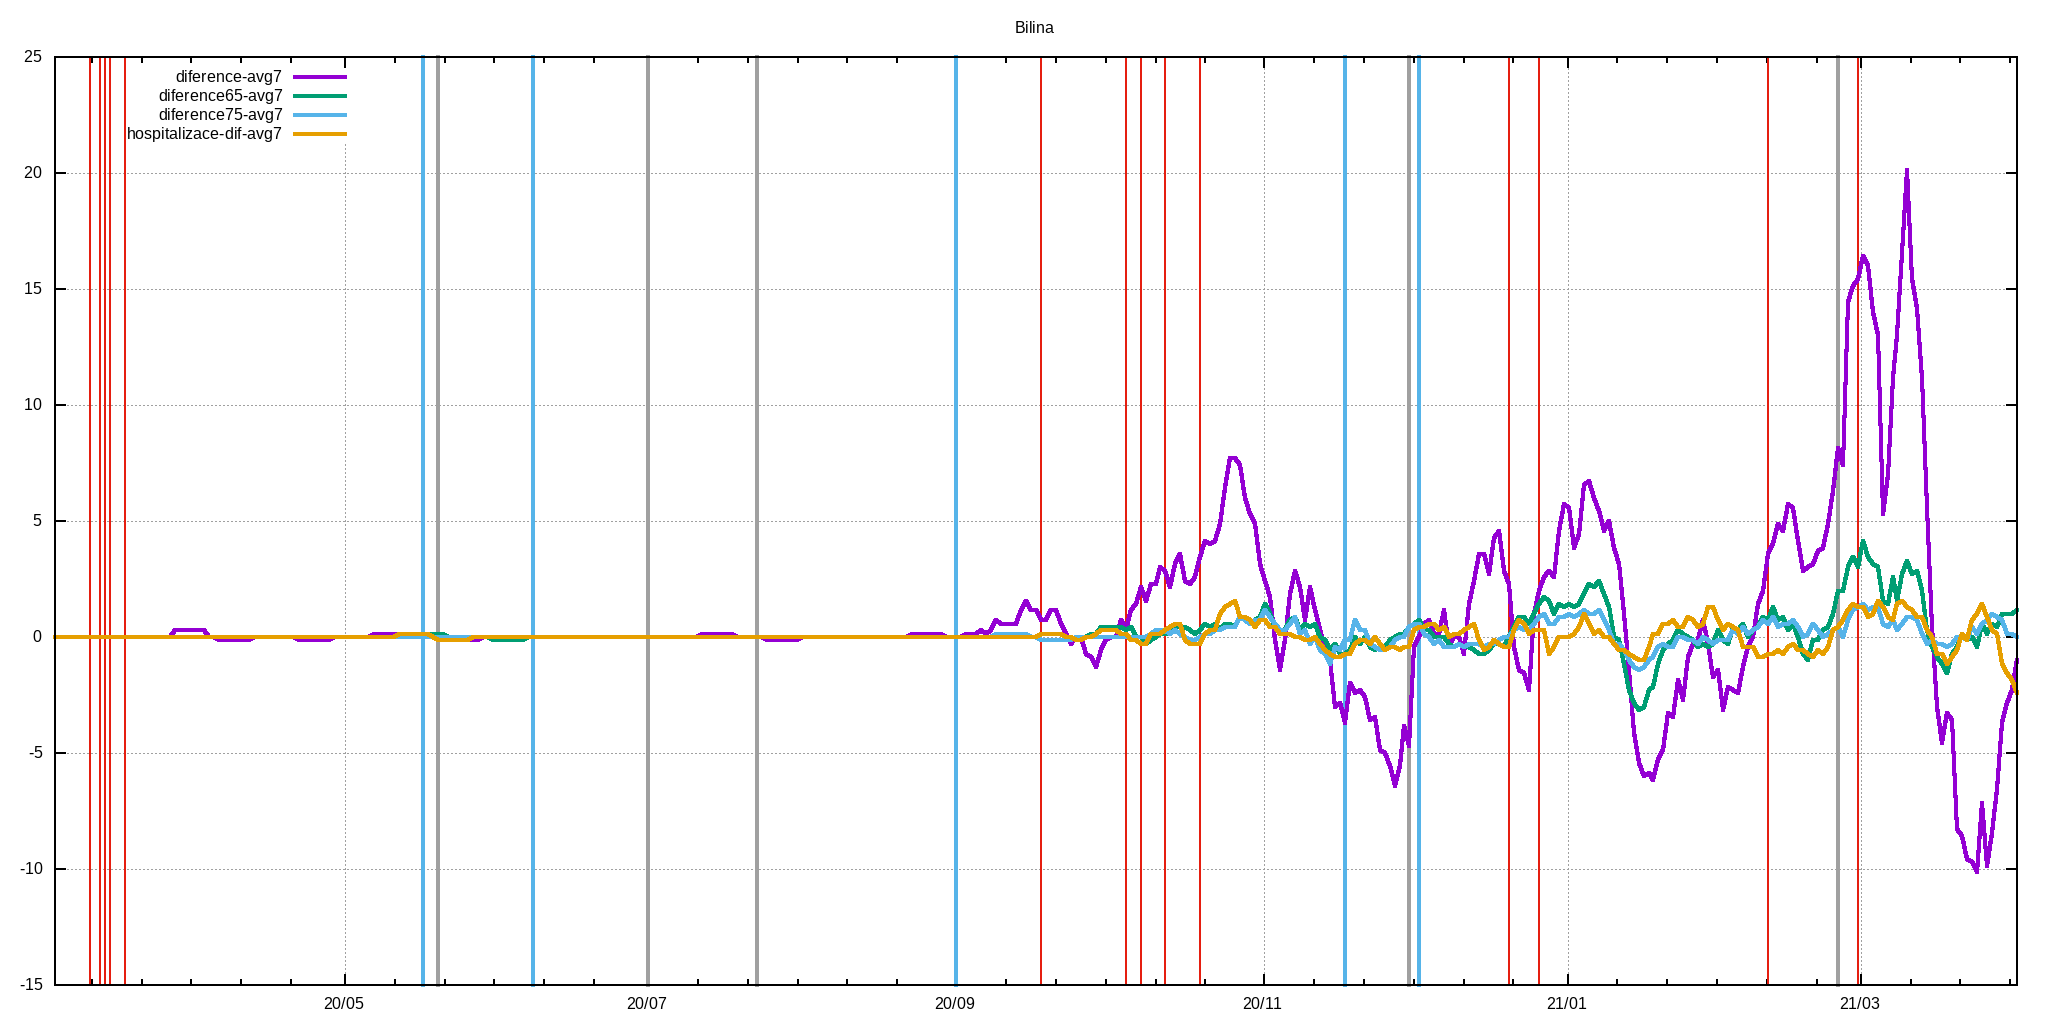 Bilina
diference-avg7
diference65-avg7
diference75-avg7
hospitalizace-dif-avg7
25
20
15
10
5
0
-5
-10
-15
20/05 20/07 20/09 20/11 21/01 21/03